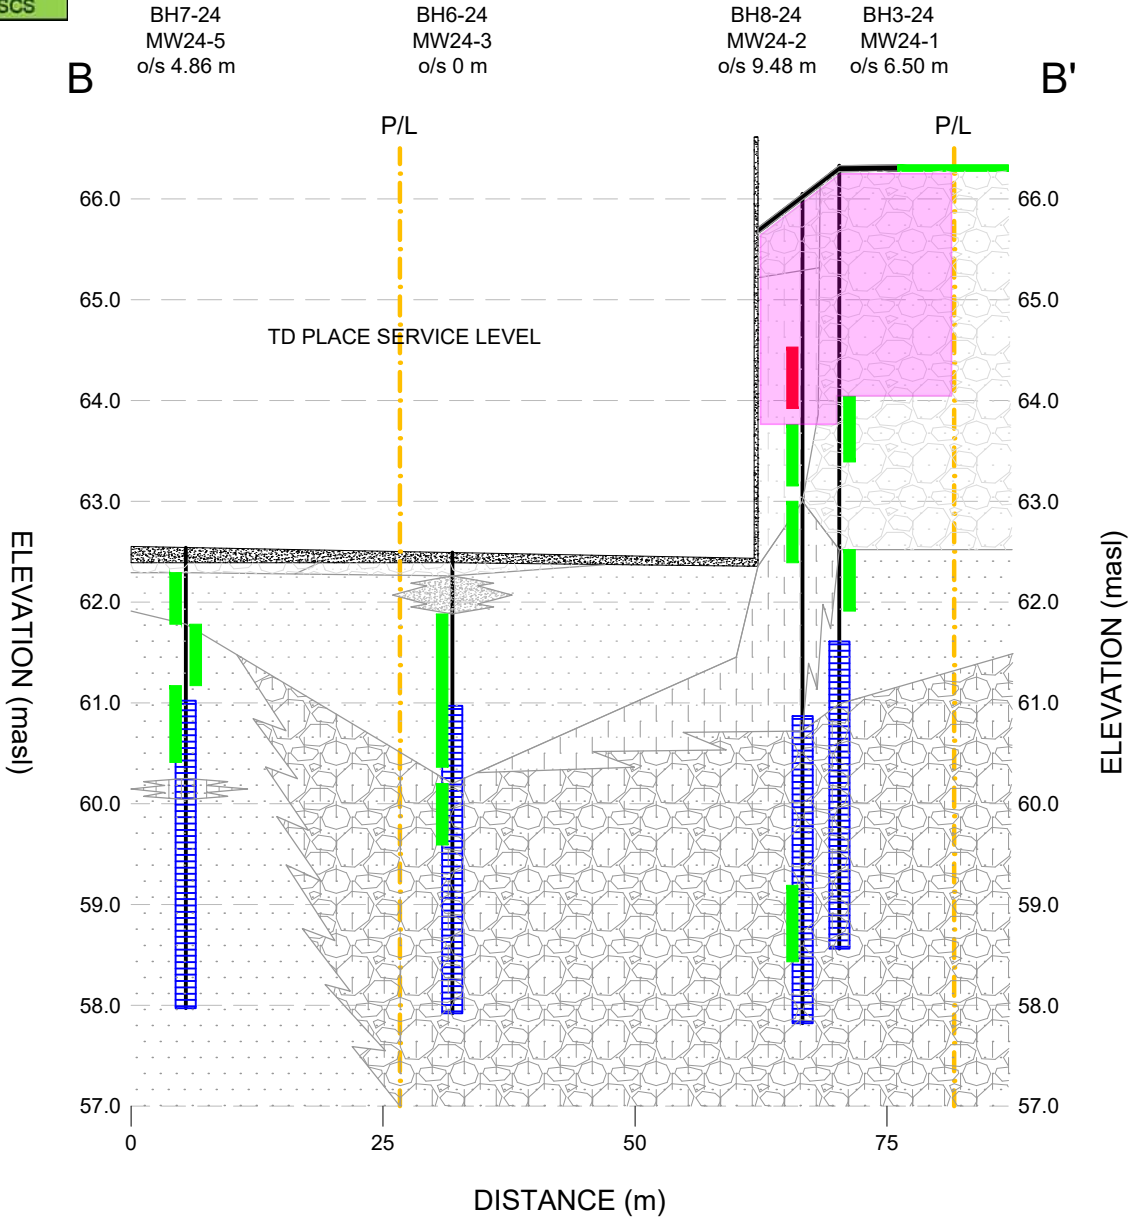 SCS
BH7-24
MW24-5
o/s 4.86 m
BH6-24
MW24-3
o/s 0 m
BH8-24
MW24-2
o/s 9.48 m
BH3-24
MW24-1
o/s 6.50 m
B
B'
P/L
P/L
66.0
66.0
65.0
65.0
TD PLACE SERVICE LEVEL
64.0
64.0
63.0
63.0
62.0
62.0
61.0
61.0
60.0
60.0
59.0
59.0
58.0
58.0
57.0
57.0
ELEVATION (masl)
ELEVATION (masl)
0
25
50
75
DISTANCE (m)